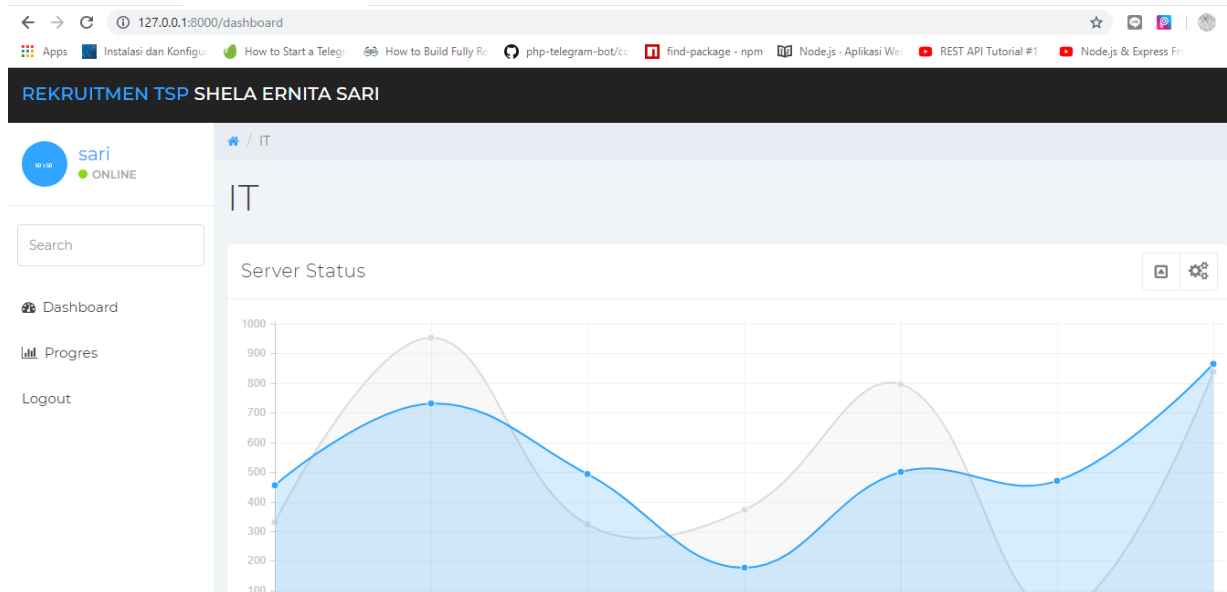 127.0.0.1:8000/dashboard
Apps Instalasi dan Konfigu How to Start a Telegr How to Build Fully Re php-telegram-bot/co find-package - npm Node.js - Aplikasi We REST API Tutorial #1 Node.js & Express Fr
REKRUITMEN TSP SHELA ERNITA SARI
/ IT
50 x 50
sari
ONLINE
IT
Search
Server Status
Dashboard
Progres
Logout
1000
900
800
700
600
500
400
300
200
100